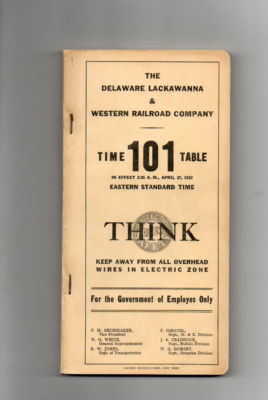 THE
DELAWARE LACKAWANNA
&
WESTERN RAILROAD COMPANY
TIME 101 TABLE
IN EFFECT 2:01 A. M., APRIL 27, 1952
EASTERN STANDARD TIME
THINK
KEEP AWAY FROM ALL OVERHEAD
WIRES IN ELECTRIC ZONE
For the Government of Employes Only
P. M. SHOEMAKER,
Vice President
W. G. WHITE,
General Superintendent
R. W. JONES,
Supt. of Transportation
F. DIEGTEL,
Supt., M. & E. Division
J. A. CRADDOCK,
Supt., Buffalo Division
W. G. DORSEY,
Supt., Scranton Division